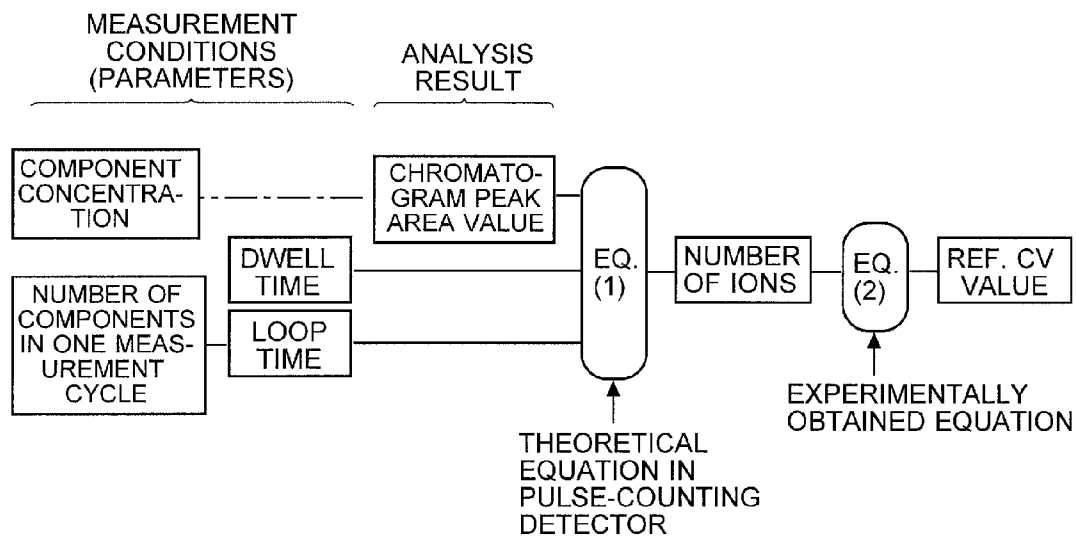 MEASUREMENT
CONDITIONS
(PARAMETERS)
ANALYSIS
RESULT
COMPONENT
CONCENTRA-
TION
CHROMATO-
GRAM PEAK
AREA VALUE
DWELL
TIME
NUMBER OF
COMPONENTS
IN ONE MEAS-
UREMENT
CYCLE
LOOP
TIME
EQ.
(1)
NUMBER
OF IONS
EQ.
(2)
REF. CV
VALUE
THEORETICAL
EQUATION IN
PULSE-COUNTING
DETECTOR
EXPERIMENTALLY
OBTAINED EQUATION